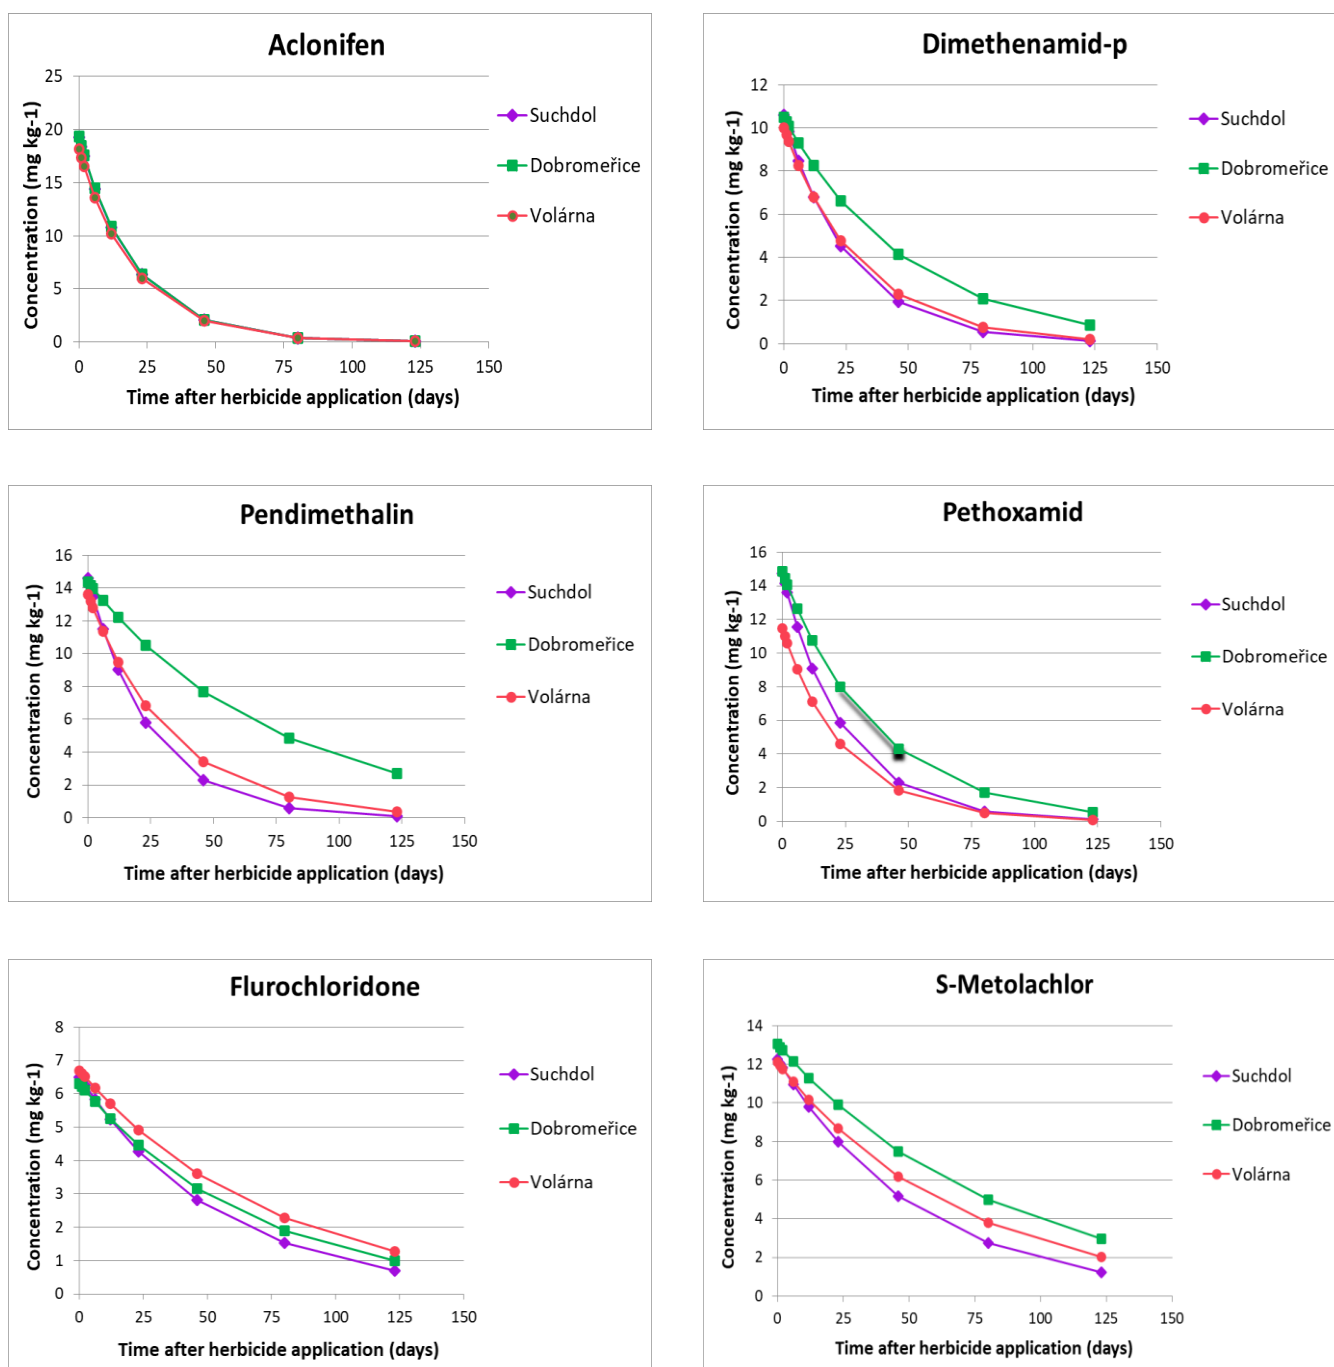 Aclonifen
Concentration (mg kg-1)
25
20
15
10
5
0
0 25 50 75 100 125 150
Time after herbicide application (days)
Suchdol
Dobroměřice
Volárna
Dimethenamid-p
Concentration (mg kg-1)
12
10
8
6
4
2
0
0 25 50 75 100 125 150
Time after herbicide application (days)
Suchdol
Dobroměřice
Volárna
Pendimethalin
Concentration (mg kg-1)
16
14
12
10
8
6
4
2
0
0 25 50 75 100 125 150
Time after herbicide application (days)
Suchdol
Dobroměřice
Volárna
Pethoxamid
Concentration (mg kg-1)
16
14
12
10
8
6
4
2
0
0 25 50 75 100 125 150
Time after herbicide application (days)
Suchdol
Dobroměřice
Volárna
Flurochloridone
Concentration (mg kg-1)
8
7
6
5
4
3
2
1
0
0 25 50 75 100 125 150
Time after herbicide application (days)
Suchdol
Dobroměřice
Volárna
S-Metolachlor
Concentration (mg kg-1)
14
12
10
8
6
4
2
0
0 25 50 75 100 125 150
Time after herbicide application (days)
Suchdol
Dobroměřice
Volárna